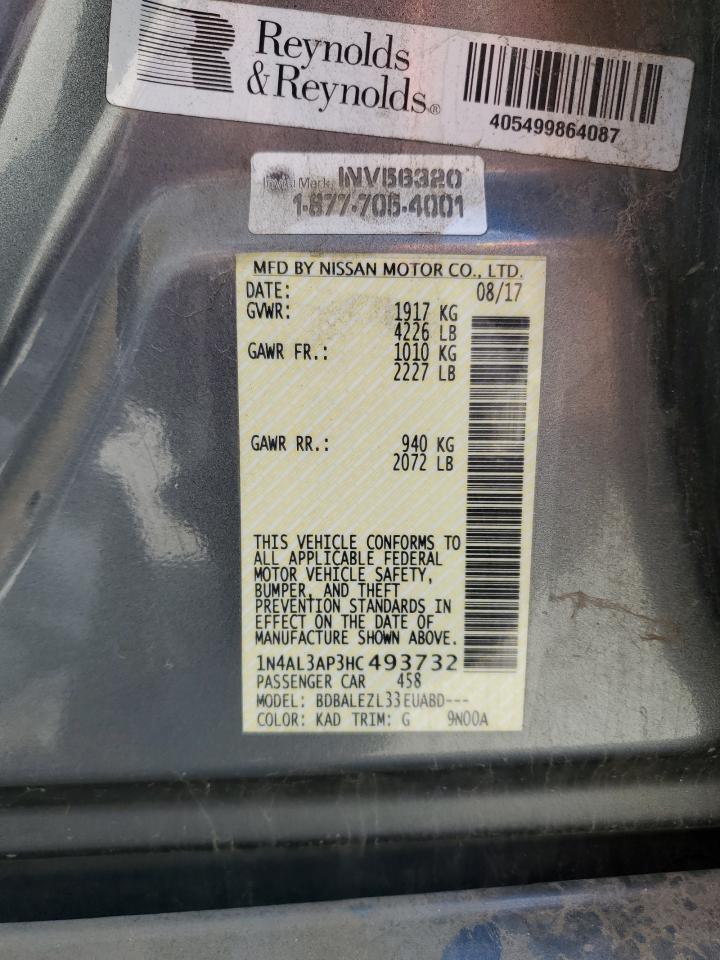 Reynolds
&Reynolds®
405499864087
Mark INV56320
1-877-705-4001
MFD BY NISSAN MOTOR CO., LTD.
DATE: 08/17
GVWR: 1917 KG
4226 LB
GAWR FR.: 1010 KG
2227 LB
GAWR RR.: 940 KG
2072 LB
THIS VEHICLE CONFORMS TO
ALL APPLICABLE FEDERAL
MOTOR VEHICLE SAFETY,
BUMPER, AND THEFT
PREVENTION STANDARDS IN
EFFECT ON THE DATE OF
MANUFACTURE SHOWN ABOVE.
1N4AL3AP3HC493732
PASSENGER CAR 458
MODEL: BDBALEZL33EUABD---
COLOR: KAD TRIM: G 9N00A